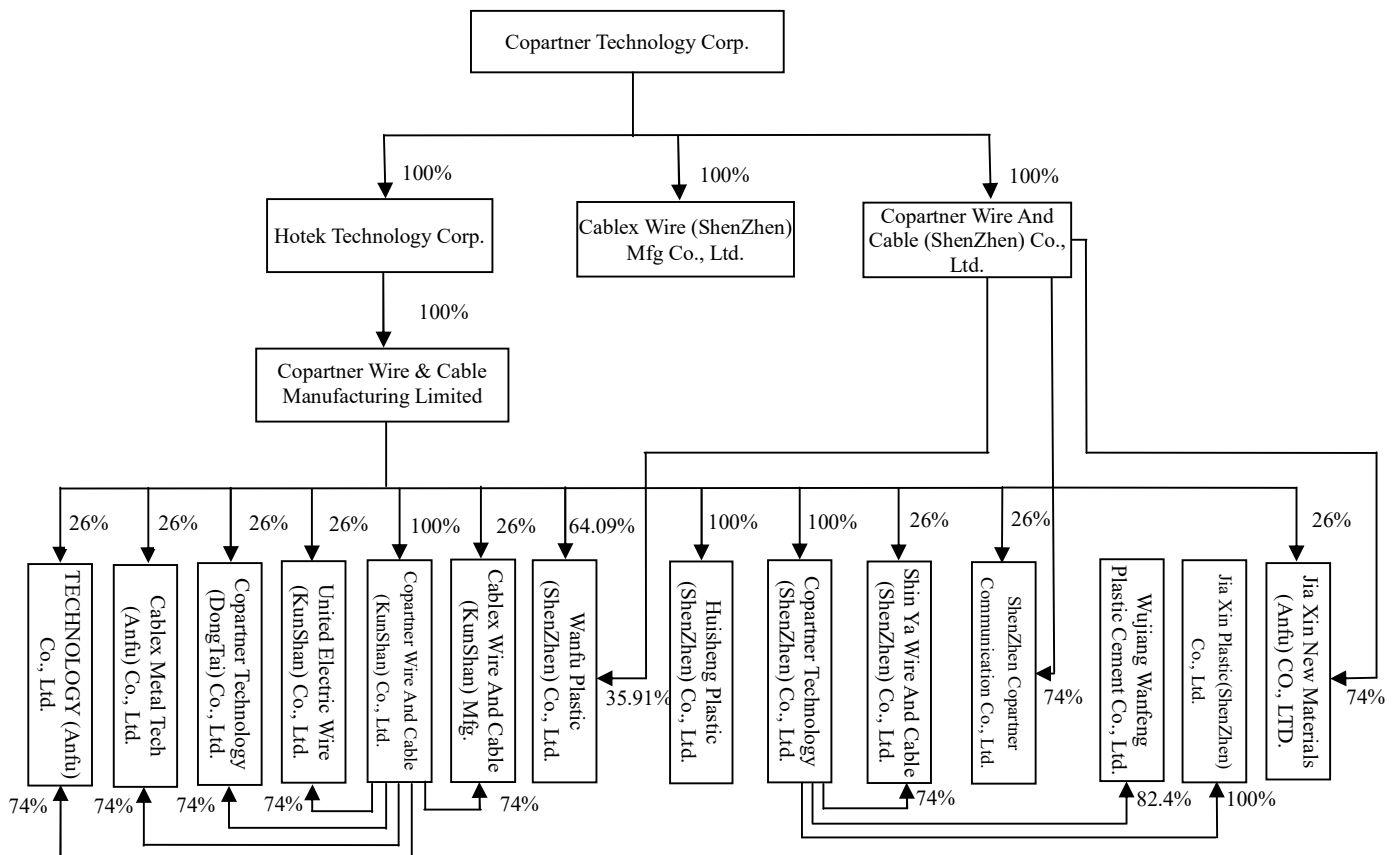 Copartner Technology Corp.
100%
100%
100%
Hotek Technology Corp.
Cablex Wire (ShenZhen)
Mfg Co., Ltd.
Copartner Wire And
Cable (ShenZhen) Co.,
Ltd.
100%
Copartner Wire & Cable
Manufacturing Limited
26%
26%
26%
26%
100%
26%
64.09%
100%
100%
26%
26%
26%
TECHNOLOGY (Anfu)
Co., Ltd.
Cablex Metal Tech
(Anfu) Co., Ltd.
Copartner Technology
(DongTai) Co., Ltd.
United Electric Wire
(KunShan) Co., Ltd.
Copartner Wire And Cable
(KunShan) Co., Ltd.
Cablex Wire And Cable
(KunShan) Mfg.
Wanfu Plastic
(ShenZhen) Co., Ltd.
35.91%
Huisheng Plastic
(ShenZhen) Co., Ltd.
Copartner Technology
(ShenZhen) Co., Ltd.
Shin Ya Wire And Cable
(ShenZhen) Co., Ltd.
ShenZhen Copartner
Communication Co., Ltd.
74%
Wujiang Wanfeng
Plastic Cement Co., Ltd.
Jia Xin Plastic(ShenZhen)
Co., Ltd.
Jia Xin New Materials
(Anfu) CO., LTD.
74%
74%
74%
74%
74%
74%
74%
82.4%
100%